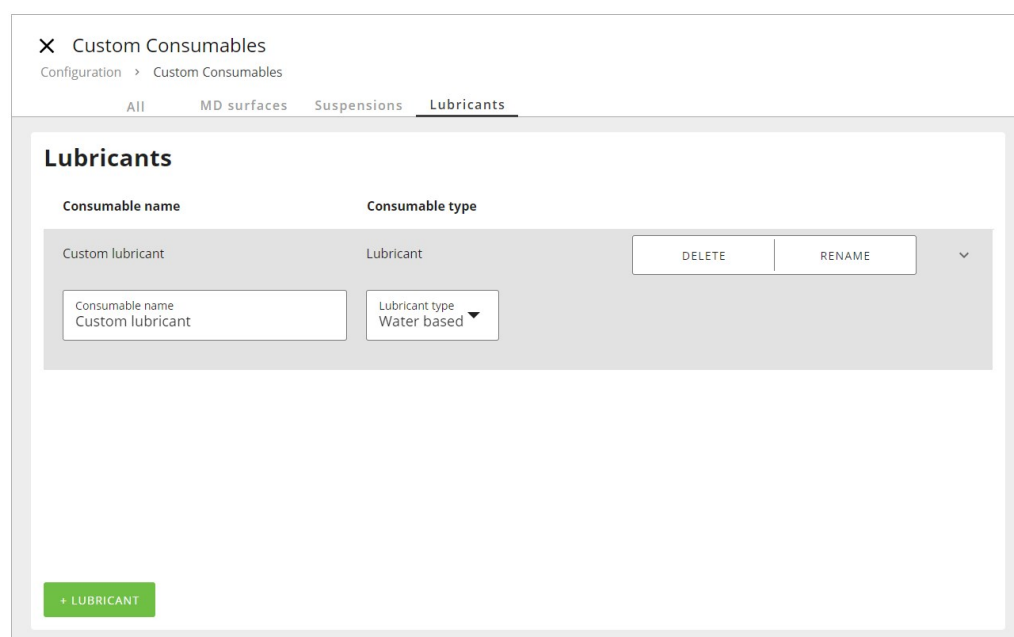 Custom Consumables
Configuration > Custom Consumables
All MD surfaces Suspensions Lubricants
Lubricants
Consumable name Consumable type
Custom lubricant Lubricant DELETE RENAME
Consumable name Lubricant type
Custom lubricant Water based
+ LUBRICANT